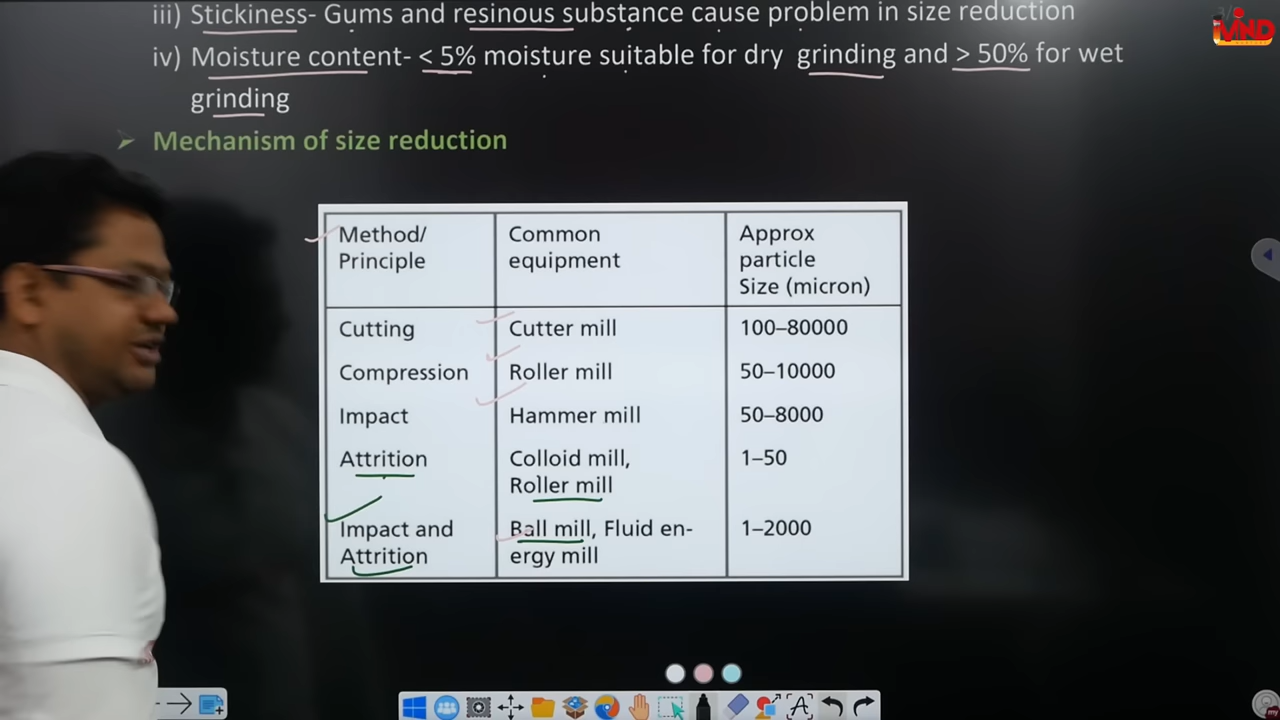 iii) Stickiness- Gums and resinous substance cause problem in size reduction
iv) Moisture content- < 5% moisture suitable for dry grinding and > 50% for wet
grinding
➢ Mechanism of size reduction
Method/
Principle
Common
equipment
Approx
particle
Size (micron)
Cutting
Cutter mill
100–80000
Compression
Roller mill
50–10000
Impact
Hammer mill
50–8000
Attrition
Colloid mill,
Roller mill
1–50
Impact and
Attrition
Ball mill, Fluid en-
ergy mill
1–2000